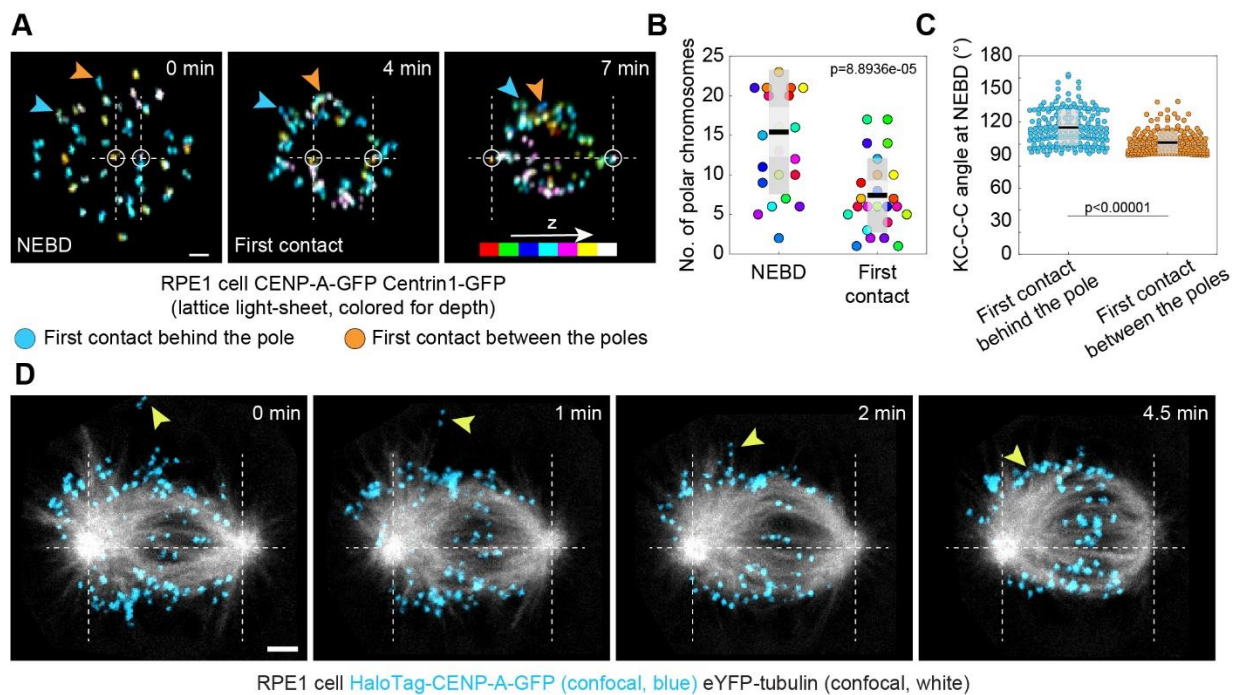 A
0 min
4 min
7 min
NEBD
First contact
z
RPE1 cell CENP-A-GFP Centrin1-GFP
(lattice light-sheet, colored for depth)
First contact behind the pole
First contact between the poles
B
No. of polar chromosomes
25
20
15
10
5
0
p=8.8936e-05
NEBD
First
contact
C
KC-C-C angle at NEBD (°)
180
150
120
90
60
30
0
p<0.00001
First contact
behind the pole
First contact
between the poles
D
0 min
1 min
2 min
4.5 min
RPE1 cell HaloTag-CENP-A-GFP (confocal, blue) eYFP-tubulin (confocal, white)